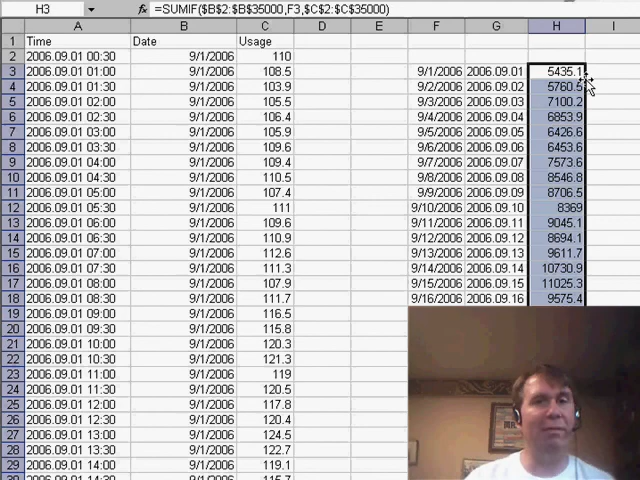 H3 fx =SUMIF($B$2:$B$35000,F3,$C$2:$C$35000)
A B C D E F G H I
1 Time Date Usage
2 2006.09.01 00:30 9/1/2006 110
3 2006.09.01 01:00 9/1/2006 108.5 9/1/2006 2006.09.01 5435.1
4 2006.09.01 01:30 9/1/2006 103.9 9/2/2006 2006.09.02 5760.5
5 2006.09.01 02:00 9/1/2006 105.5 9/3/2006 2006.09.03 7100.2
6 2006.09.01 02:30 9/1/2006 106.4 9/4/2006 2006.09.04 6853.9
7 2006.09.01 03:00 9/1/2006 105.9 9/5/2006 2006.09.05 6426.6
8 2006.09.01 03:30 9/1/2006 109.6 9/6/2006 2006.09.06 6453.6
9 2006.09.01 04:00 9/1/2006 109.4 9/7/2006 2006.09.07 7573.6
10 2006.09.01 04:30 9/1/2006 110.5 9/8/2006 2006.09.08 8546.8
11 2006.09.01 05:00 9/1/2006 107.4 9/9/2006 2006.09.09 8706.5
12 2006.09.01 05:30 9/1/2006 111 9/10/2006 2006.09.10 8369
13 2006.09.01 06:00 9/1/2006 109.6 9/11/2006 2006.09.11 9045.1
14 2006.09.01 06:30 9/1/2006 110.9 9/12/2006 2006.09.12 8694.1
15 2006.09.01 07:00 9/1/2006 112.6 9/13/2006 2006.09.13 9611.7
16 2006.09.01 07:30 9/1/2006 111.3 9/14/2006 2006.09.14 10730.9
17 2006.09.01 08:00 9/1/2006 107.9 9/15/2006 2006.09.15 11025.3
18 2006.09.01 08:30 9/1/2006 111.7 9/16/2006 2006.09.16 9575.4
19 2006.09.01 09:00 9/1/2006 116.5
20 2006.09.01 09:30 9/1/2006 115.8
21 2006.09.01 10:00 9/1/2006 120.3
22 2006.09.01 10:30 9/1/2006 121.3
23 2006.09.01 11:00 9/1/2006 119
24 2006.09.01 11:30 9/1/2006 120.5
25 2006.09.01 12:00 9/1/2006 117.8
26 2006.09.01 12:30 9/1/2006 120.4
27 2006.09.01 13:00 9/1/2006 124.5
28 2006.09.01 13:30 9/1/2006 122.7
29 2006.09.01 14:00 9/1/2006 119.1
30 2006.09.01 14:30 9/1/2006 115.7